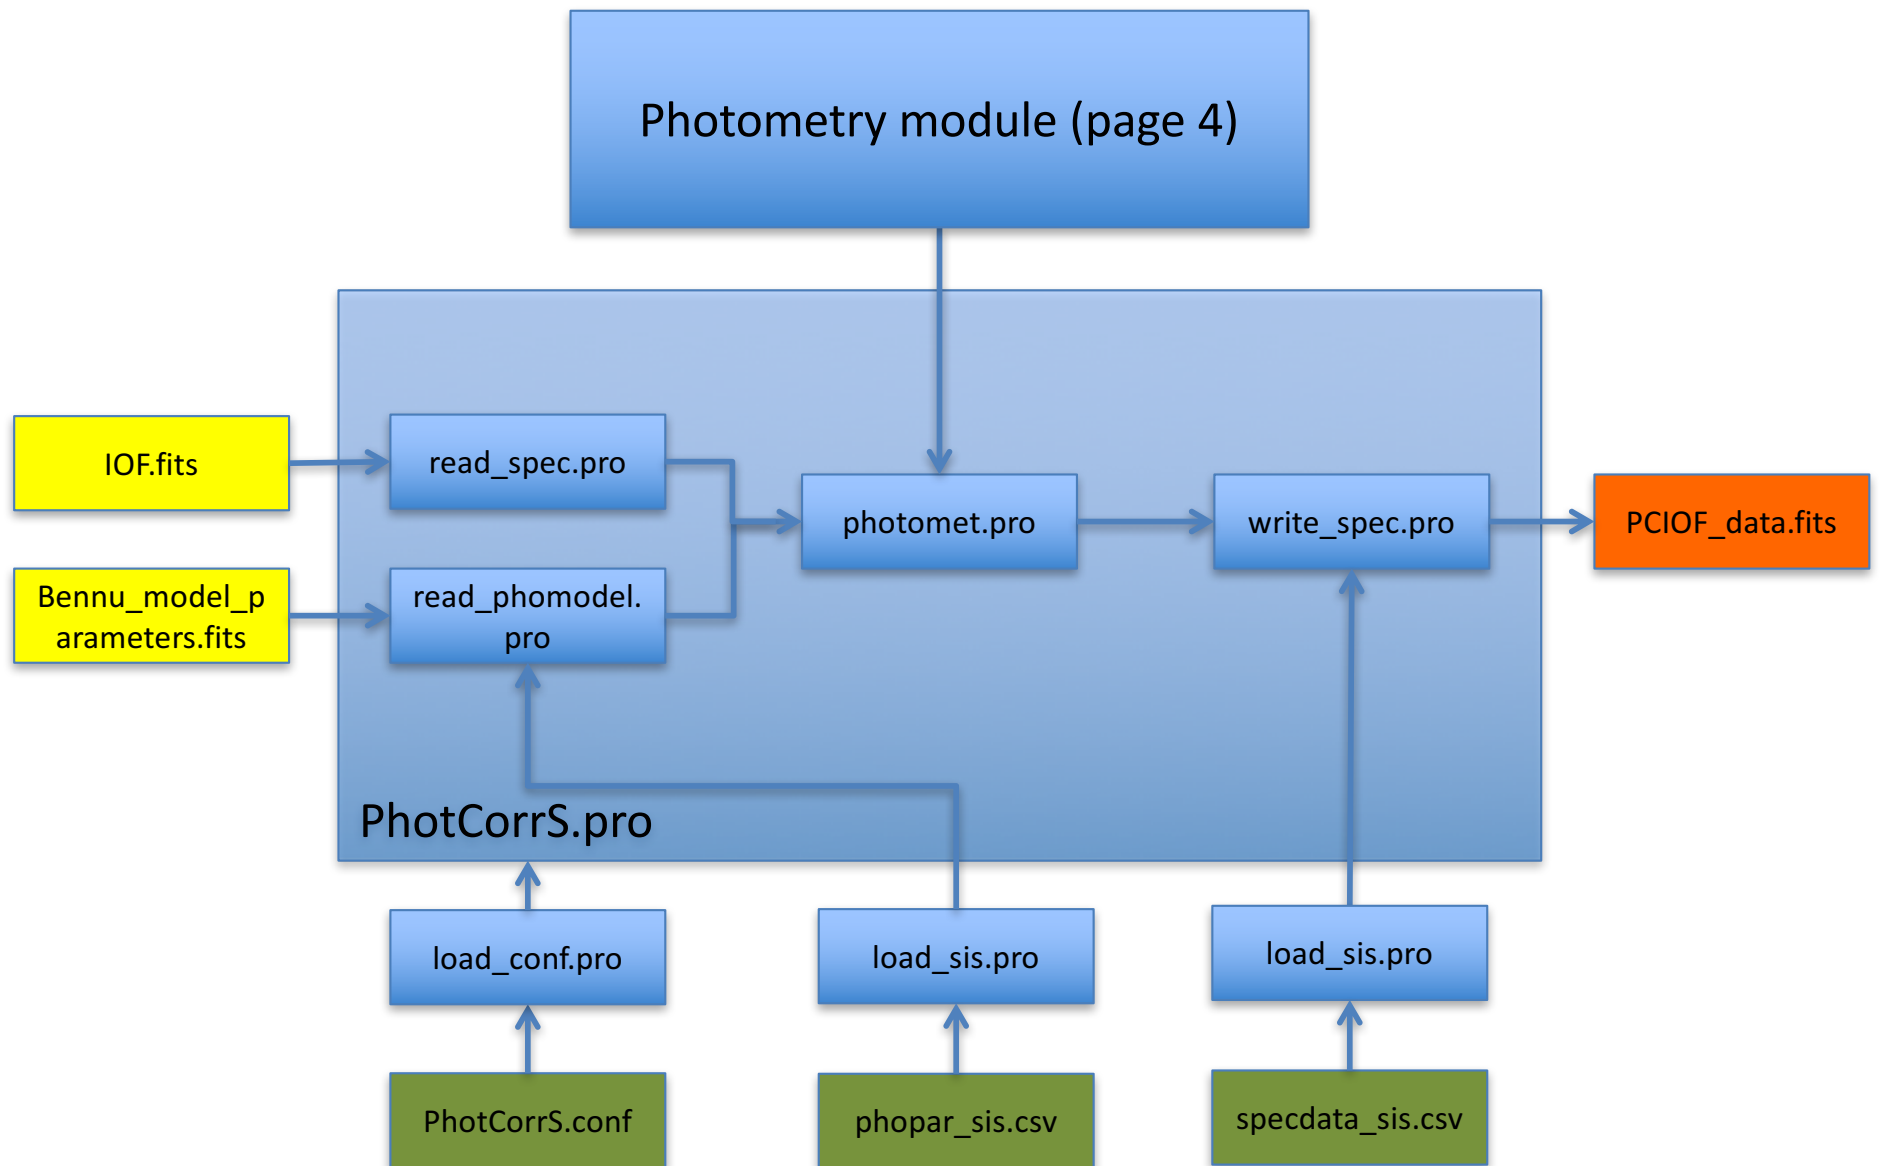 Photometry module (page 4)
IOF.fits
read_spec.pro
photomet.pro
write_spec.pro
PCIOF_data.fits
Bennu_model_p
arameters.fits
read_phomodel.
pro
PhotCorrS.pro
load_conf.pro
load_sis.pro
load_sis.pro
PhotCorrS.conf
phopar_sis.csv
specdata_sis.csv